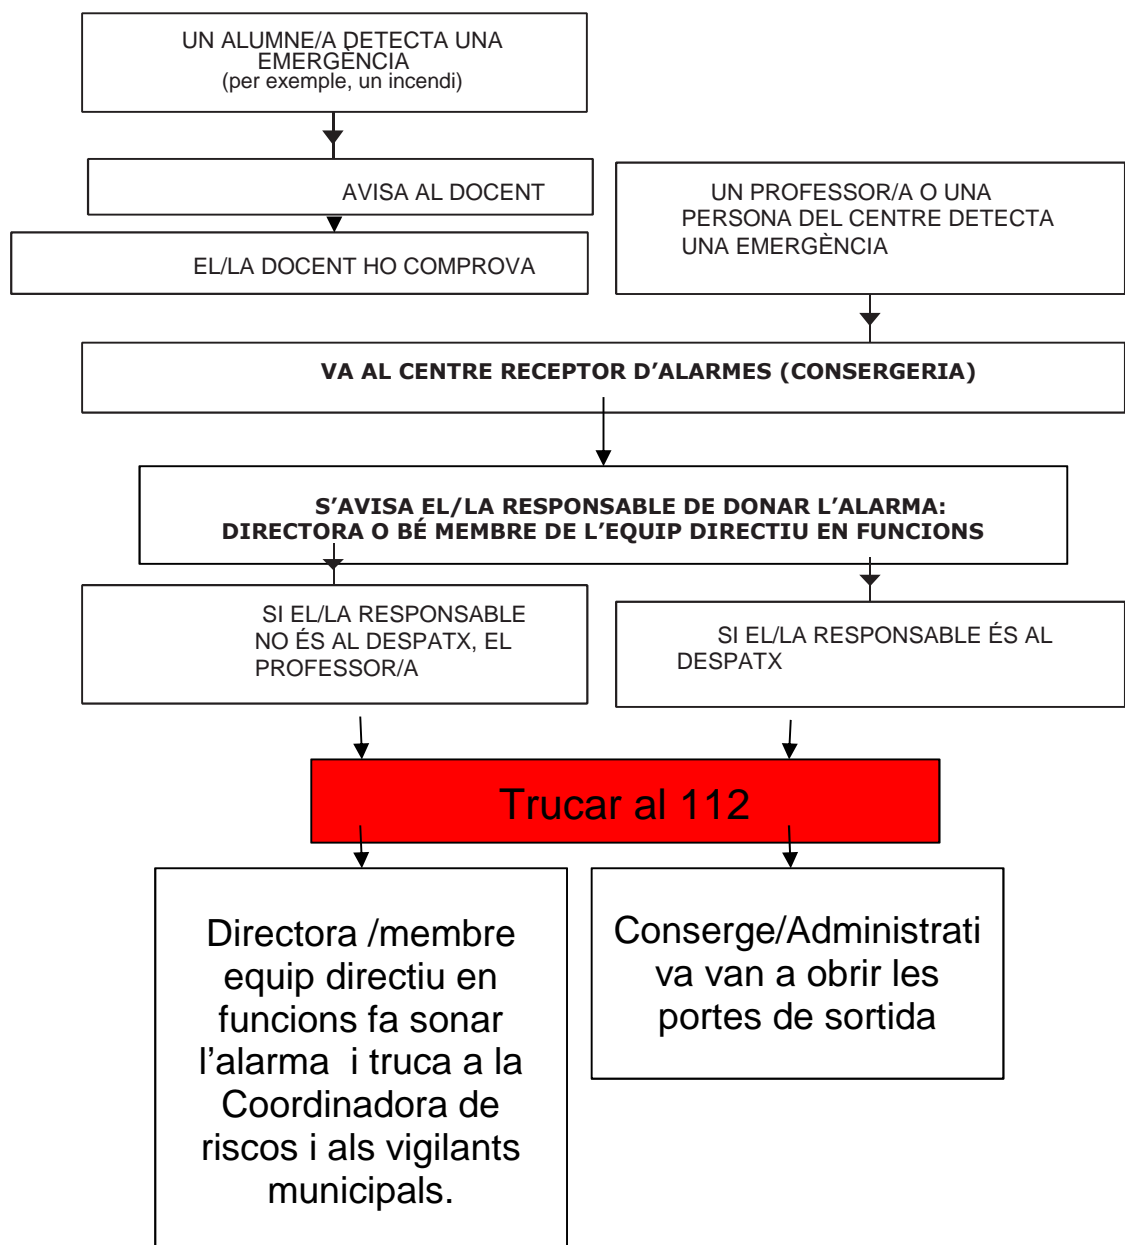 UN ALUMNE/A DETECTA UNA
EMERGÈNCIA
(per exemple, un incendi)
AVISA AL DOCENT
EL/LA DOCENT HO COMPROVA
UN PROFESSOR/A O UNA
PERSONA DEL CENTRE DETECTA
UNA EMERGÈNCIA
VA AL CENTRE RECEPTOR D’ALARMES (CONSERGERIA)
S’AVISA EL/LA RESPONSABLE DE DONAR L’ALARMA:
DIRECTORA O BÉ MEMBRE DE L’EQUIP DIRECTIU EN FUNCIONS
SI EL/LA RESPONSABLE
NO ÉS AL DESPATX, EL
PROFESSOR/A
SI EL/LA RESPONSABLE ÉS AL
DESPATX
Trucar al 112
Directora /membre
equip directiu en
funcions fa sonar
l’alarma i truca a la
Coordinadora de
riscos i als vigilants
municipals.
Conserge/Administrati
va van a obrir les
portes de sortida